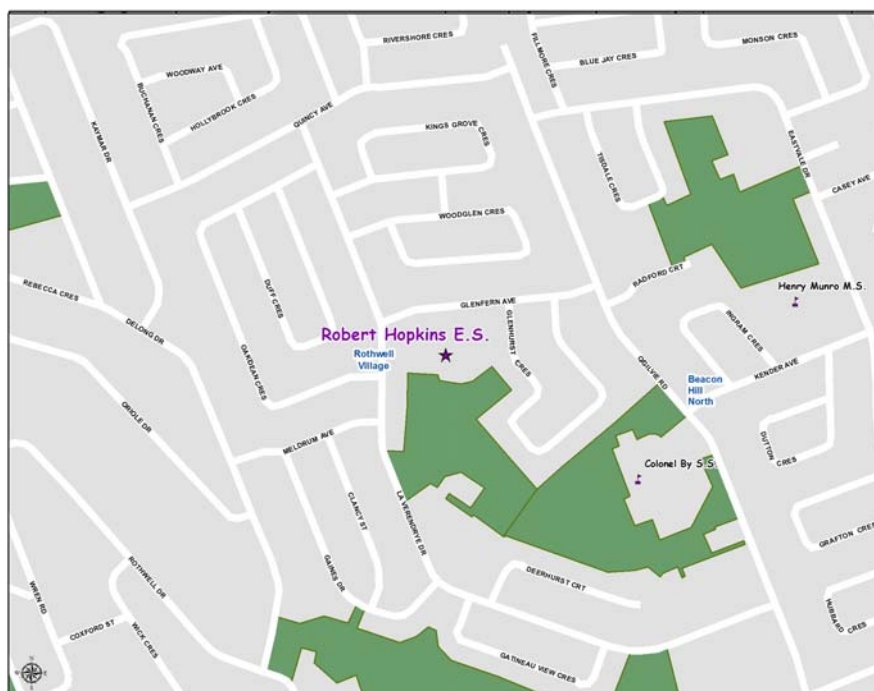 RIVERSHORE CRES
FILLMORE CRES
MONSON CRES
BLUE JAY CRES
WOODWAY AVE
BUCHANAN CRES
HOLLYBROOK CRES
QUINCY AVE
KAYMAR DR
KINGS GROVE
CRES
TISDALE CRES
EASTVALE DR
CASEY AVE
WOODGLEN CRES
RADFORD CRT
REBECCA CRES
DELONG DR
DUFF CRES
OAKDEAN CRES
GLENFERN AVE
GLENHURST
CRES
Henry Munro M.S.
INGRAM CRES
Robert Hopkins E.S.
Rothwell
Village
OGILVIE RD
KENDER AVE
Beacon
Hill
North
ORIOLE DR
MELDRUM AVE
DUTTON
CRES
Colonel By S.S
CLANCY ST
LA VERENDRYE DR
GAINES DR
GRAFTON CRES
ROTHWELL DR
DEERHURST CRT
WREN RD
COXFORD ST
WICK CRES
HUBBARD
CRES
GATINEAU VIEW CRES